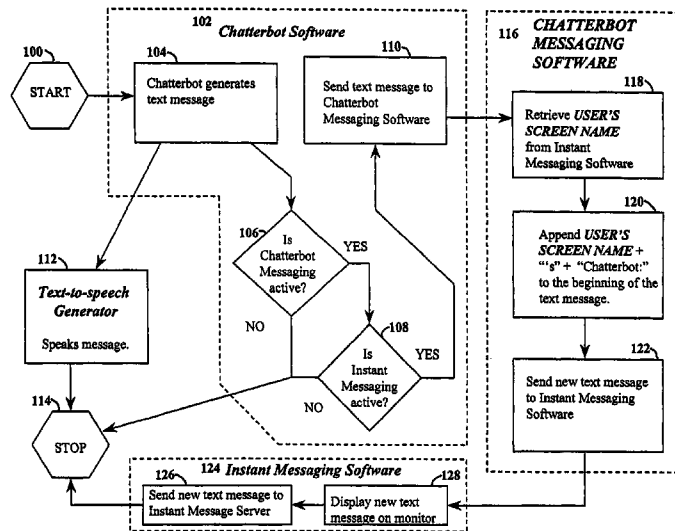 100
START
102 Chatterbot Software
104
Chatterbot generates
text message
110
Send text message to
Chatterbot
Messaging Software
116 CHATTERBOT
MESSAGING
SOFTWARE
118
Retrieve USER'S
SCREEN NAME
from Instant
Messaging Software
120
Append USER'S
SCREEN NAME +
"'s" + "Chatterbot:"
to the beginning of the
text message.
122
Send new text message
to Instant Messaging
Software
106
Is
Chatterbot
Messaging
active?
YES
NO
108
Is
Instant
Messaging
active?
YES
NO
112
Text-to-speech
Generator
Speaks message.
114
STOP
124 Instant Messaging Software
126
Send new text message to
Instant Message Server
128
Display new text
message on monitor